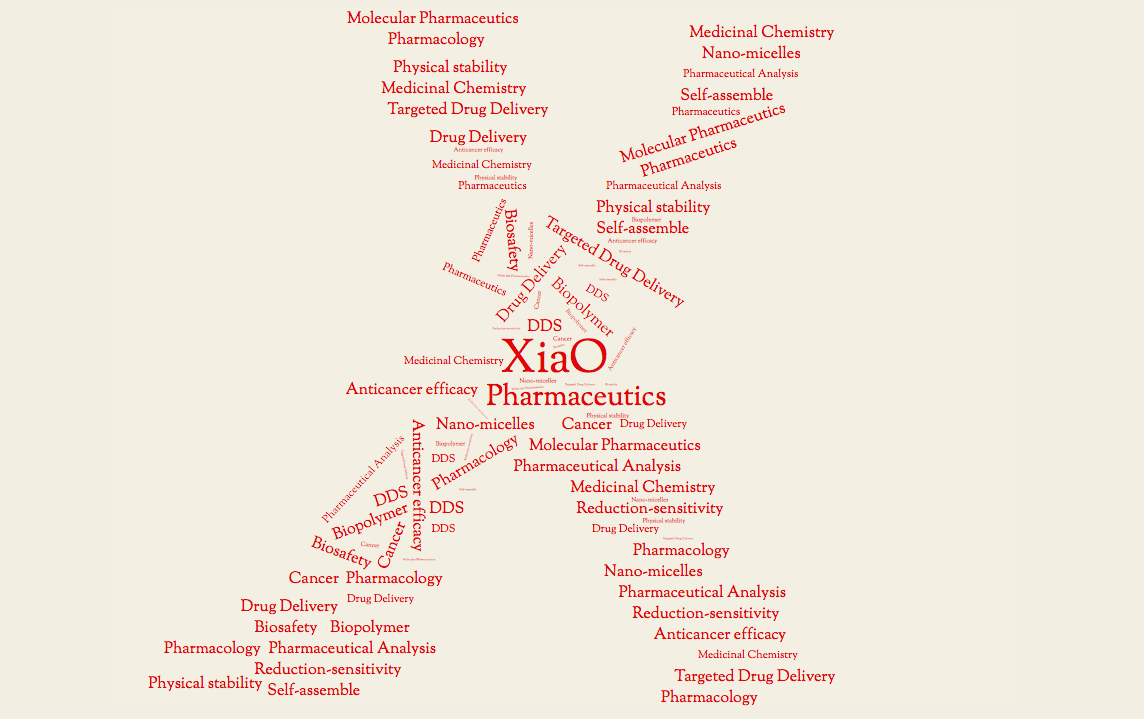 Molecular Pharmaceutics
Pharmacology
Physical stability
Medicinal Chemistry
Targeted Drug Delivery
Drug Delivery
Anticancer efficacy
Medicinal Chemistry
Physical stability
Pharmaceutics
Medicinal Chemistry
Nano-micelles
Pharmaceutical Analysis
Self-assemble
Pharmaceutics
Molecular Pharmaceutics
Pharmaceutics
Pharmaceutical Analysis
Physical stability
Biopolymer
Self-assemble
Anticancer efficacy
Pharmaceutics
Biosafety
Nano-micelles
Targeted Drug Delivery
Pharmaceutics
Drug Delivery
Cancer
Biopolymer
DDS
Biopolymer
DDS
Cancer
Anticancer efficacy
Medicinal Chemistry
XiaO
Nano-micelles
Anticancer efficacy
Pharmaceutics
Physical stability
Nano-micelles
Cancer
Drug Delivery
Anticancer efficacy
Biopolymer
Pharmacology
Molecular Pharmaceutics
DDS
Pharmaceutical Analysis
Pharmaceutical Analysis
Medicinal Chemistry
DDS
Nano-micelles
DDS
Reduction-sensitivity
Biopolymer
Physical stability
DDS
Drug Delivery
Cancer
Biosafety
Cancer
Pharmacology
Nano-micelles
Cancer
Pharmacology
Pharmaceutical Analysis
Drug Delivery
Drug Delivery
Reduction-sensitivity
Biosafety
Biopolymer
Anticancer efficacy
Pharmacology
Pharmaceutical Analysis
Medicinal Chemistry
Reduction-sensitivity
Targeted Drug Delivery
Physical stability
Self-assemble
Pharmacology